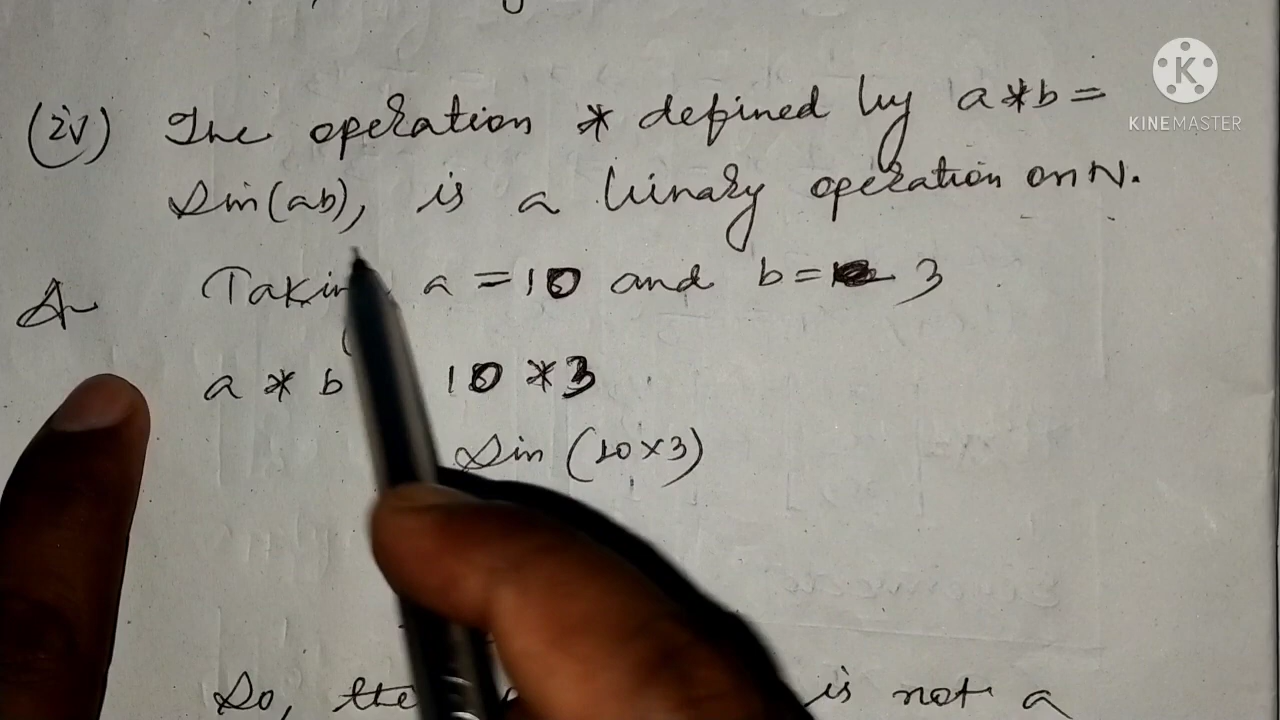 (iv) The operation * defined by a*b=
Sin(ab), is a binary operation on N.
A Taking a = 10 and b = 3
a * b 10 * 3
Sin (10×3)
So, the is not a
K
KINEMASTER